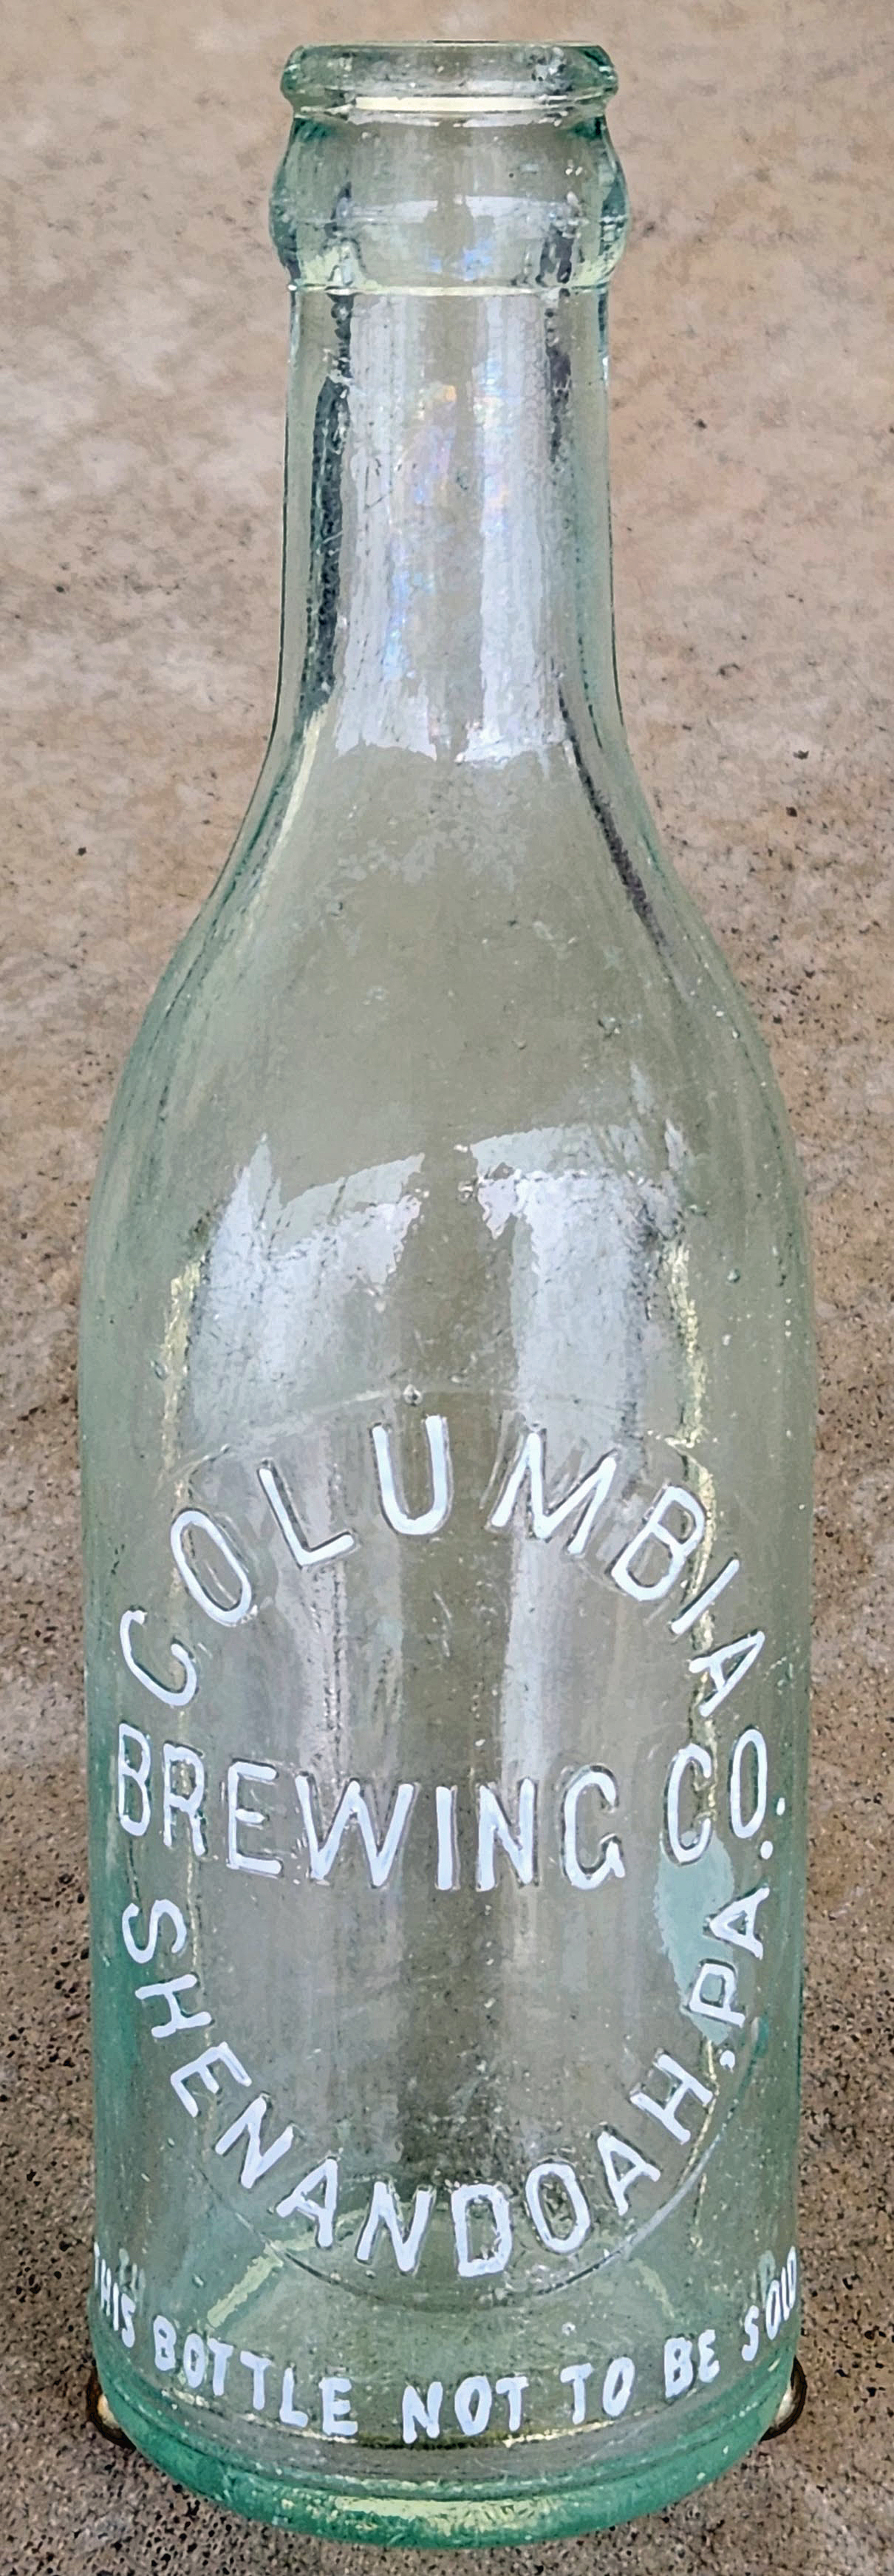 COLUMBIA
BREWING CO.
SHENANDOAH, PA.
THIS BOTTLE NOT TO BE SOLD